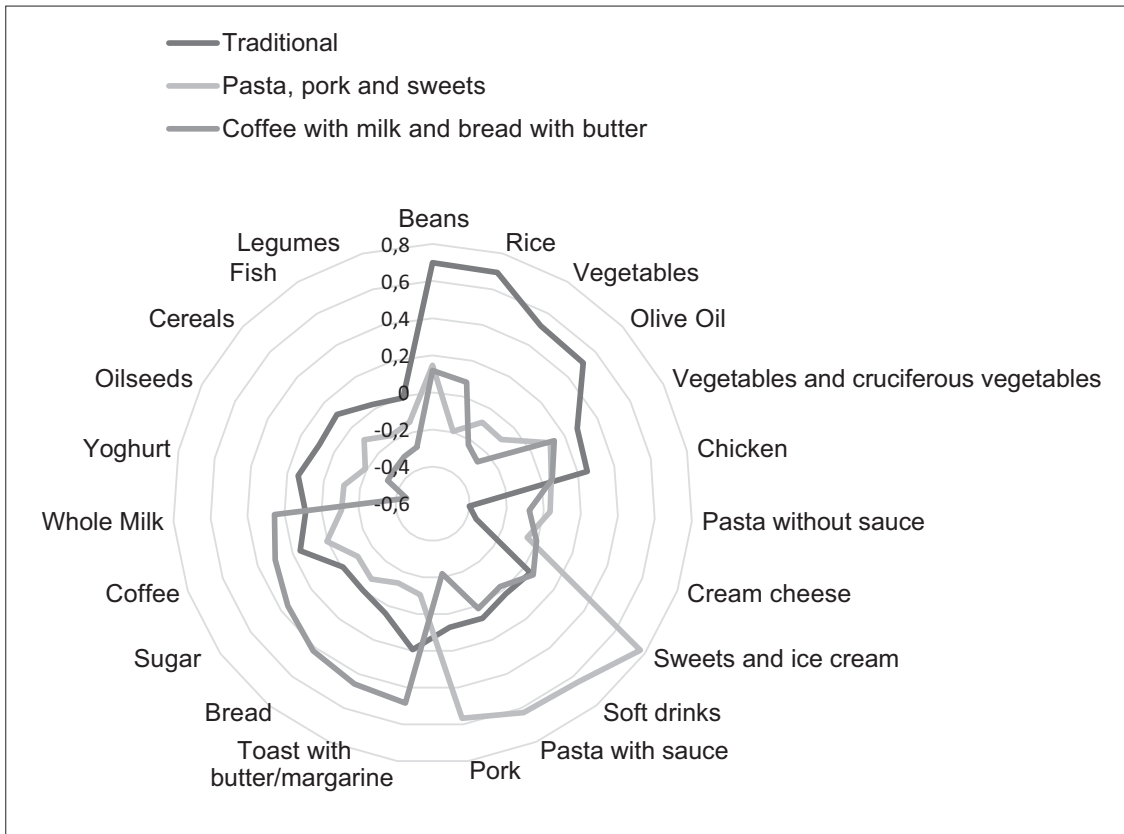 Traditional
Pasta, pork and sweets
Coffee with milk and bread with butter
Beans
Rice
Vegetables
Olive Oil
Vegetables and cruciferous vegetables
Chicken
Pasta without sauce
Cream cheese
Sweets and ice cream
Soft drinks
Pasta with sauce
Pork
Toast with
butter/margarine
Bread
Sugar
Coffee
Whole Milk
Yoghurt
Oilseeds
Cereals
Fish
Legumes
0,8
0,6
0,4
0,2
0
-0,2
-0,4
-0,6